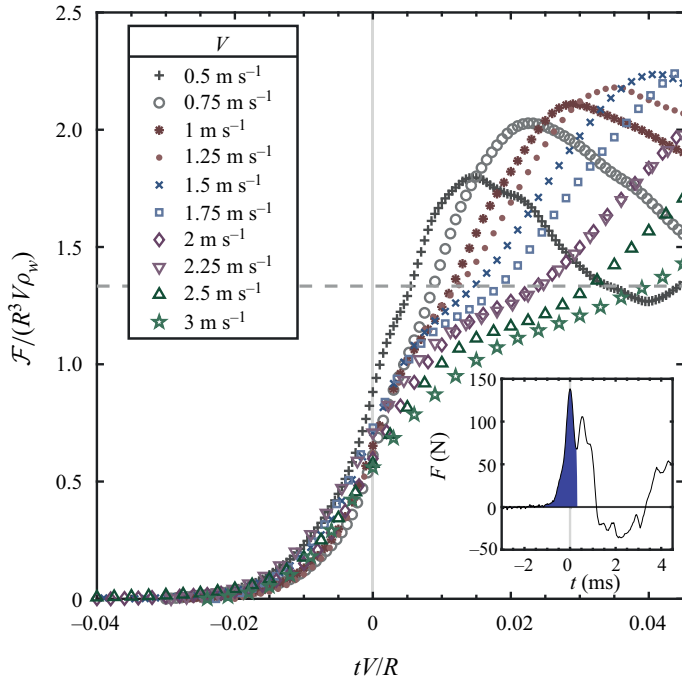 2.5
2.0
1.5
1.0
0.5
0
ℱ/(R³Vρ_w)
V
0.5 m s⁻¹
0.75 m s⁻¹
1 m s⁻¹
1.25 m s⁻¹
1.5 m s⁻¹
1.75 m s⁻¹
2 m s⁻¹
2.25 m s⁻¹
2.5 m s⁻¹
3 m s⁻¹
150
100
50
0
−50
F (N)
−2 0 2 4
t (ms)
−0.04 −0.02 0 0.02 0.04
tV/R